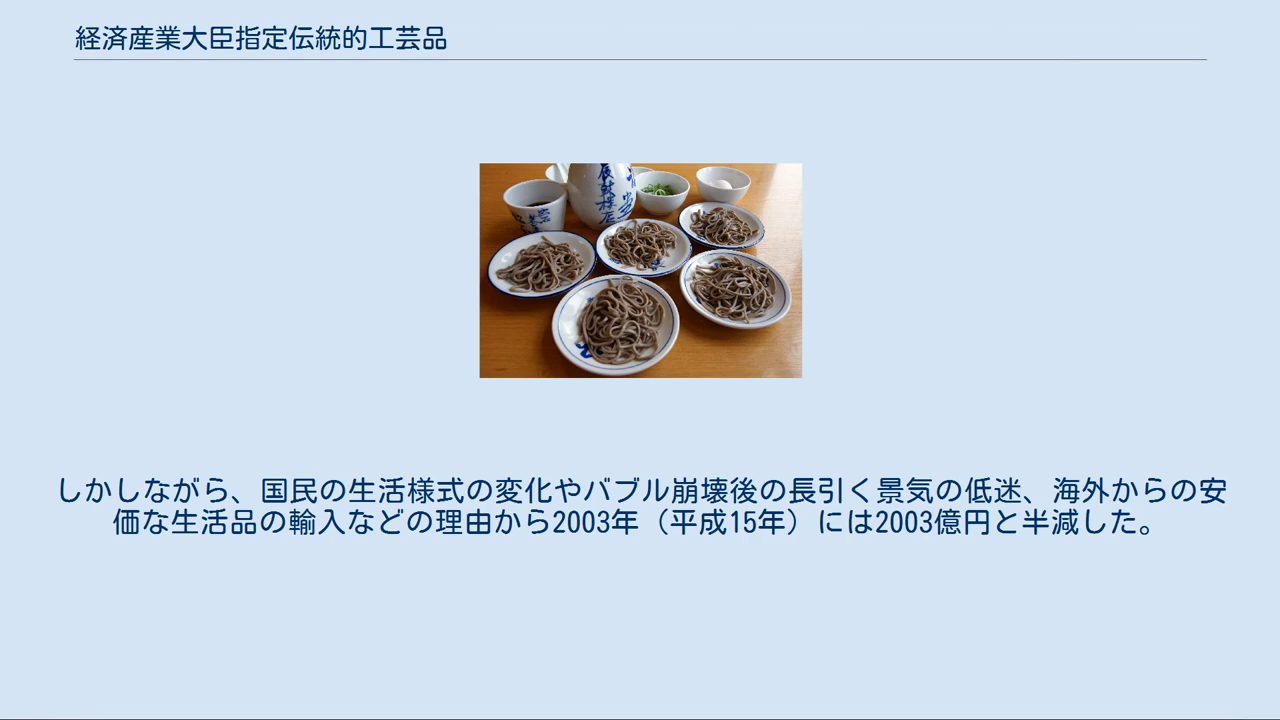 経済産業大臣指定伝統的工芸品
しかしながら、国民の生活様式の変化やバブル崩壊後の長引く景気の低迷、海外からの安
価な生活品の輸入などの理由から2003年（平成15年）には2003億円と半減した。